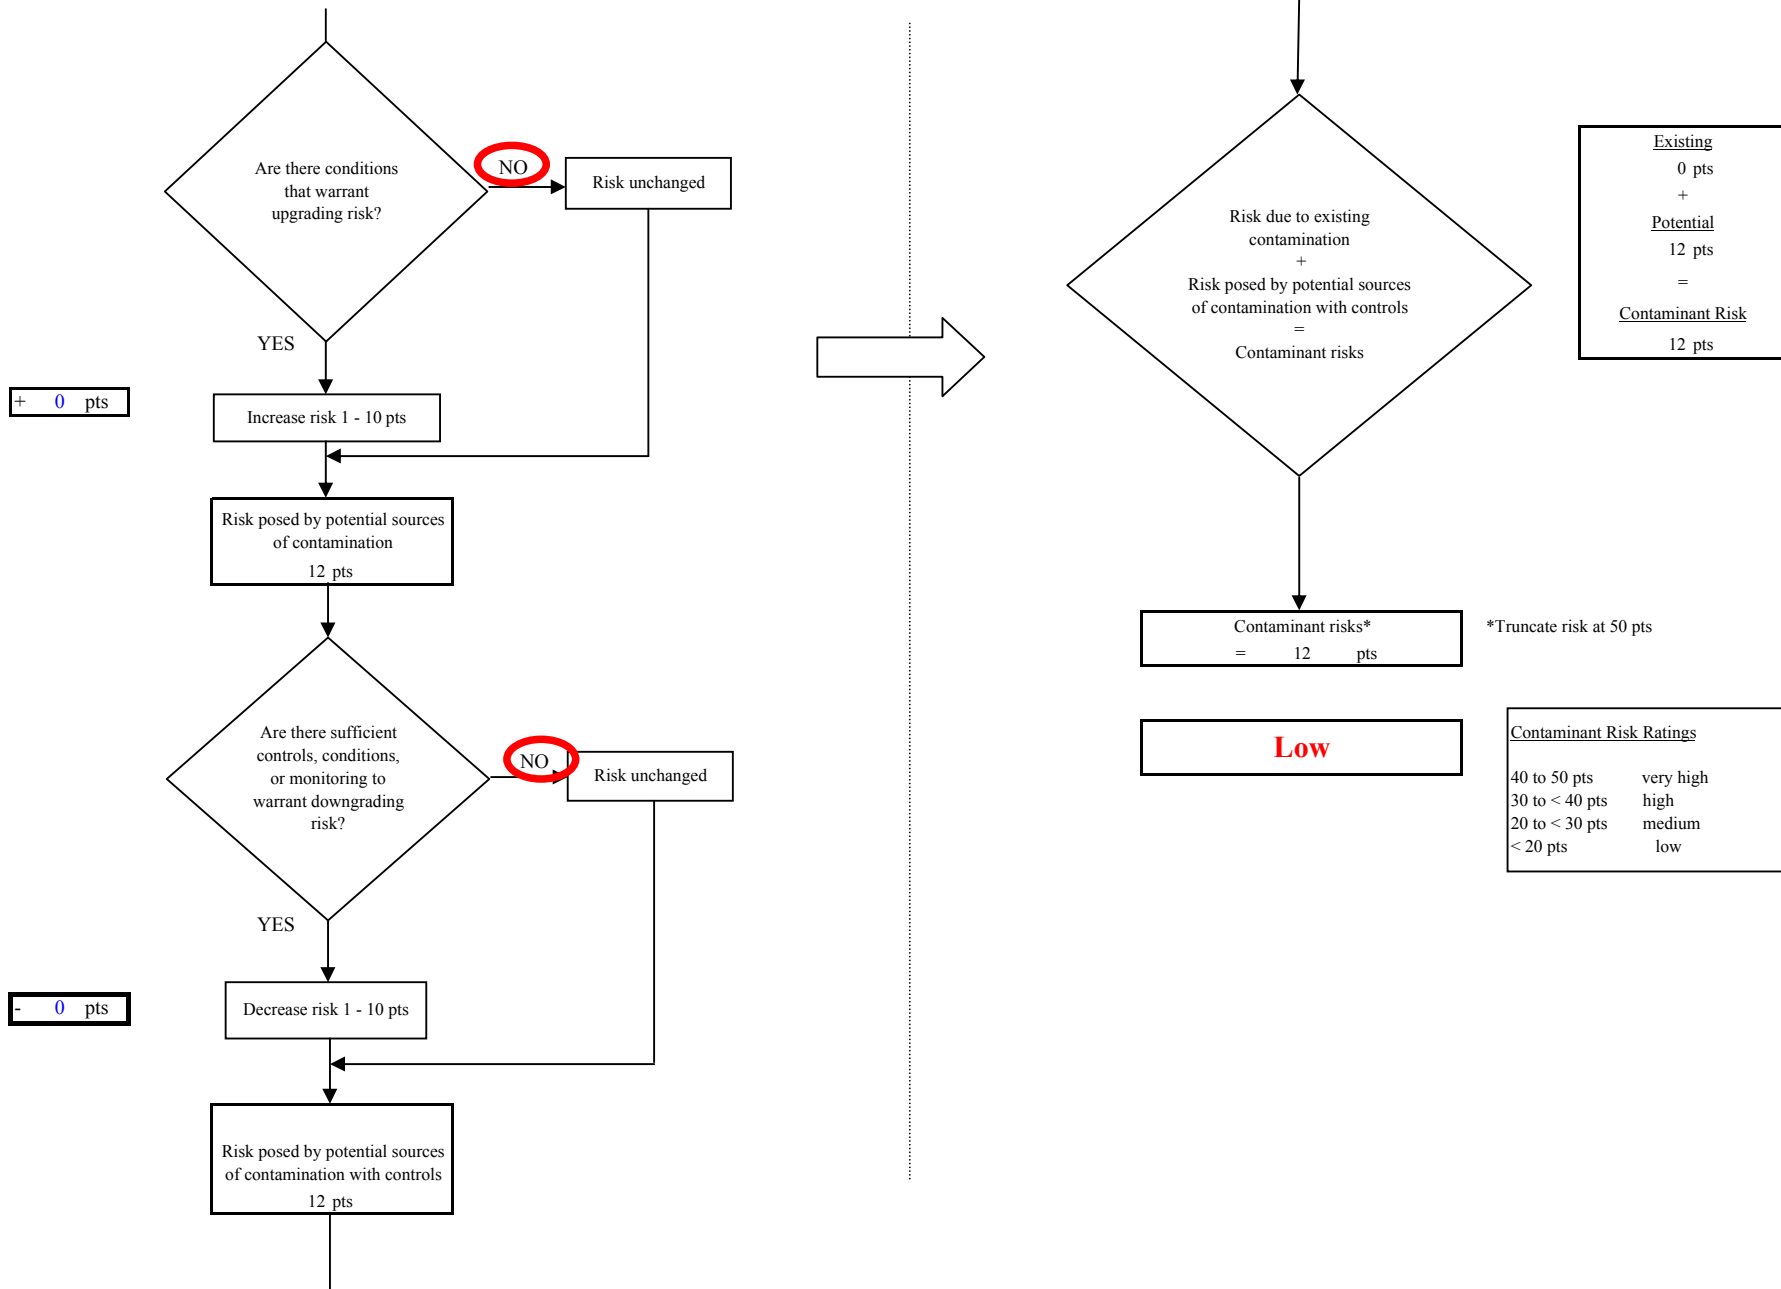 Are there conditions
that warrant
upgrading risk?
NO
Risk unchanged
YES
+ 0 pts
Increase risk 1 - 10 pts
Risk posed by potential sources
of contamination
12 pts
Are there sufficient
controls, conditions,
or monitoring to
warrant downgrading
risk?
NO
Risk unchanged
YES
- 0 pts
Decrease risk 1 - 10 pts
Risk posed by potential sources
of contamination with controls
12 pts
Risk due to existing
contamination
+
Risk posed by potential sources
of contamination with controls
=
Contaminant risks
Existing
0 pts
+
Potential
12 pts
=
Contaminant Risk
12 pts
Contaminant risks*
= 12 pts
*Truncate risk at 50 pts
Low
Contaminant Risk Ratings
40 to 50 pts very high
30 to < 40 pts high
20 to < 30 pts medium
< 20 pts low